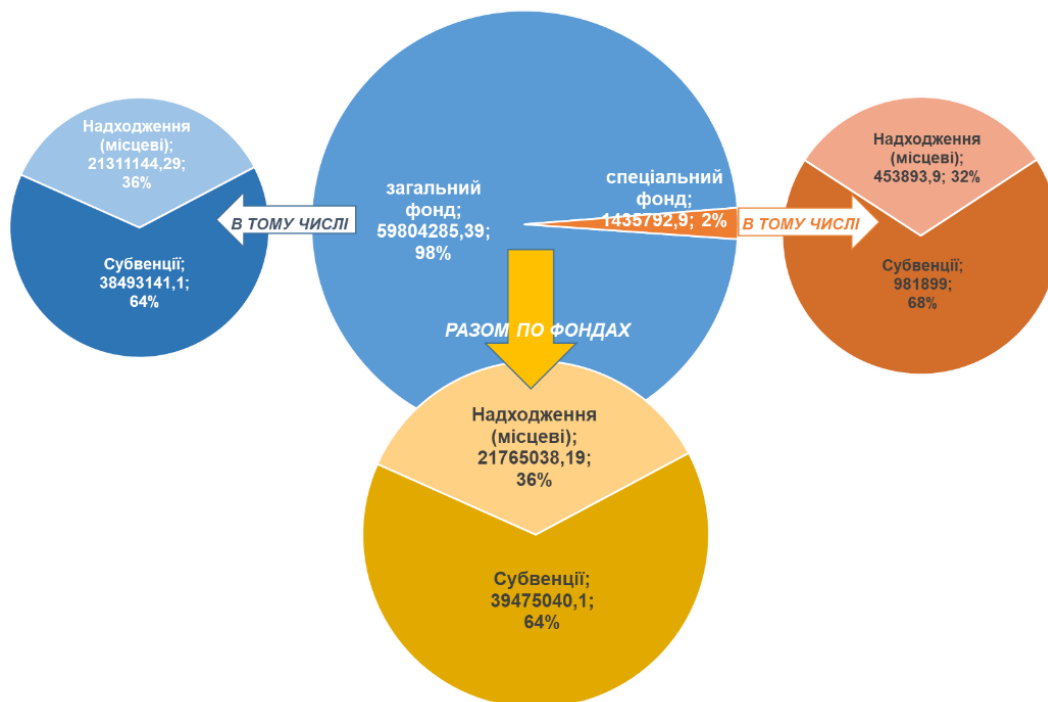 Надходження
(місцеві);
21311144,29;
36%
Субвенції;
38493141,1;
64%
В ТОМУ ЧИСЛІ
загальний
фонд;
59804285,39;
98%
спеціальний
фонд;
1435792,9; 2%
В ТОМУ ЧИСЛІ
Надходження
(місцеві);
453893,9; 32%
Субвенції;
981899;
68%
РАЗОМ ПО ФОНДАХ
Надходження
(місцеві);
21765038,19;
36%
Субвенції;
39475040,1;
64%